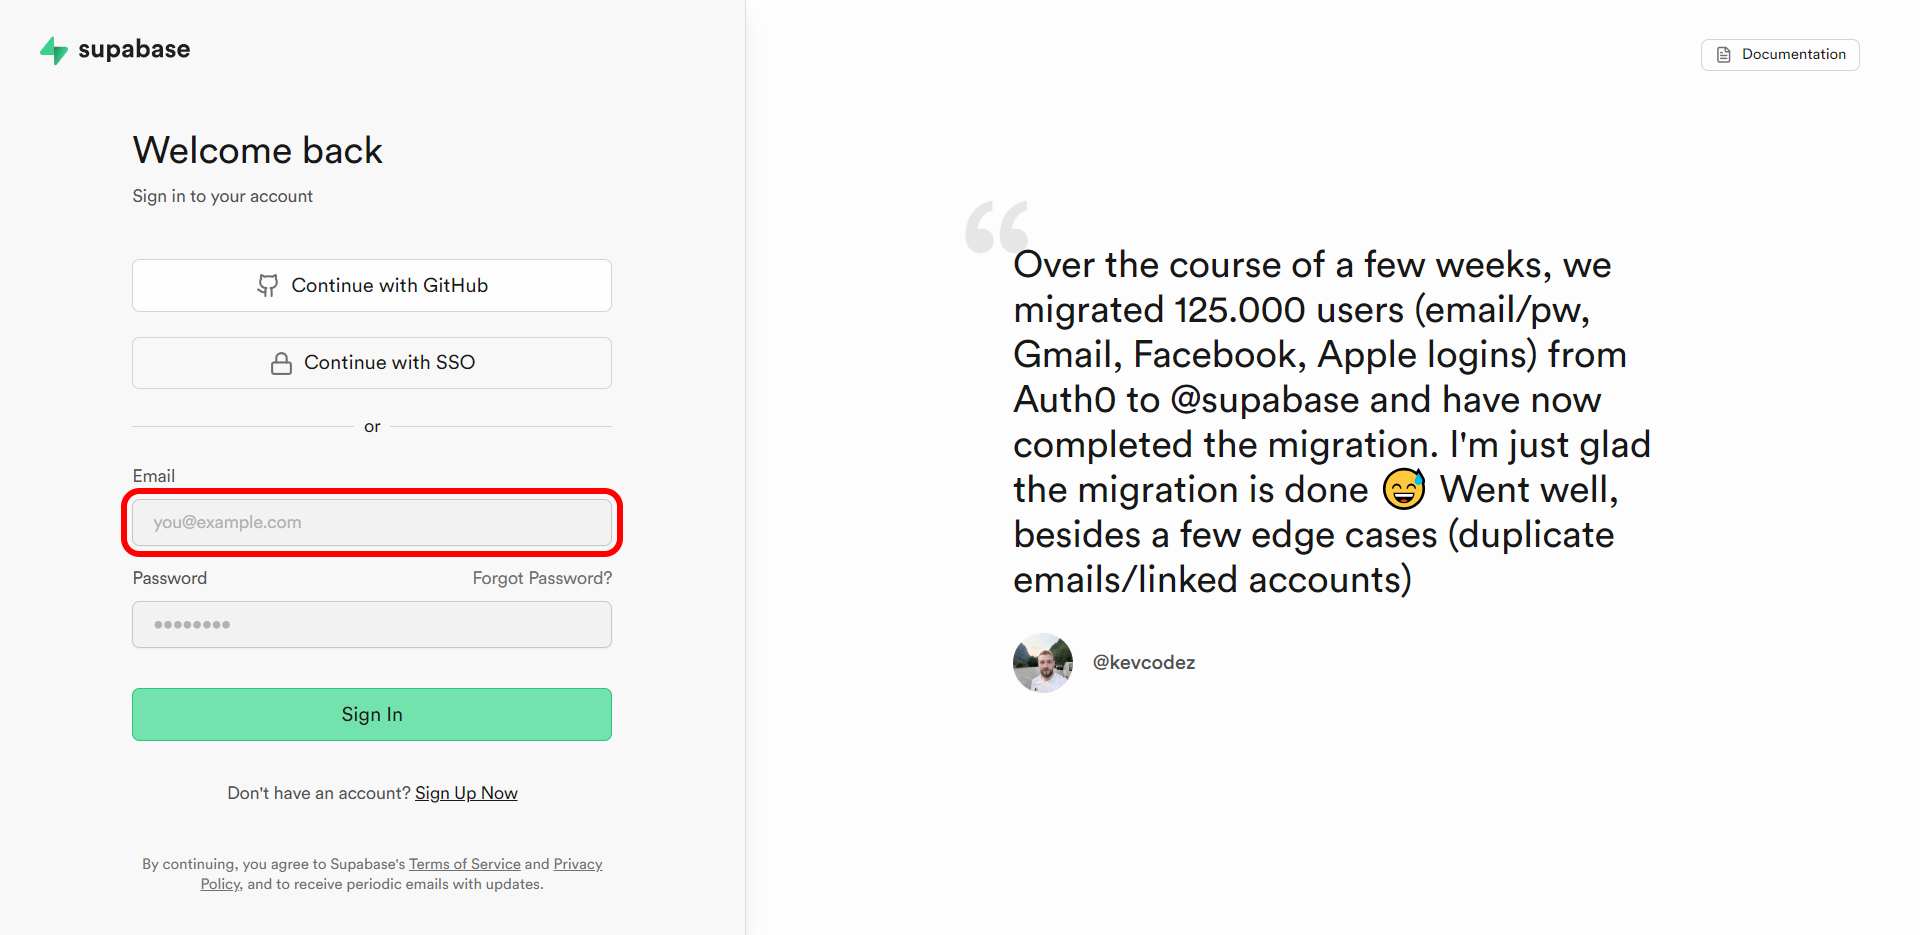 supabase
Documentation
Welcome back
Sign in to your account
Continue with GitHub
Continue with SSO
or
Email
you@example.com
Password
Forgot Password?
••••••••
Sign In
Don't have an account? Sign Up Now
By continuing, you agree to Supabase's Terms of Service and Privacy
Policy, and to receive periodic emails with updates.
“
Over the course of a few weeks, we
migrated 125.000 users (email/pw,
Gmail, Facebook, Apple logins) from
Auth0 to @supabase and have now
completed the migration. I'm just glad
the migration is done 😅 Went well,
besides a few edge cases (duplicate
emails/linked accounts)
@kevcodez